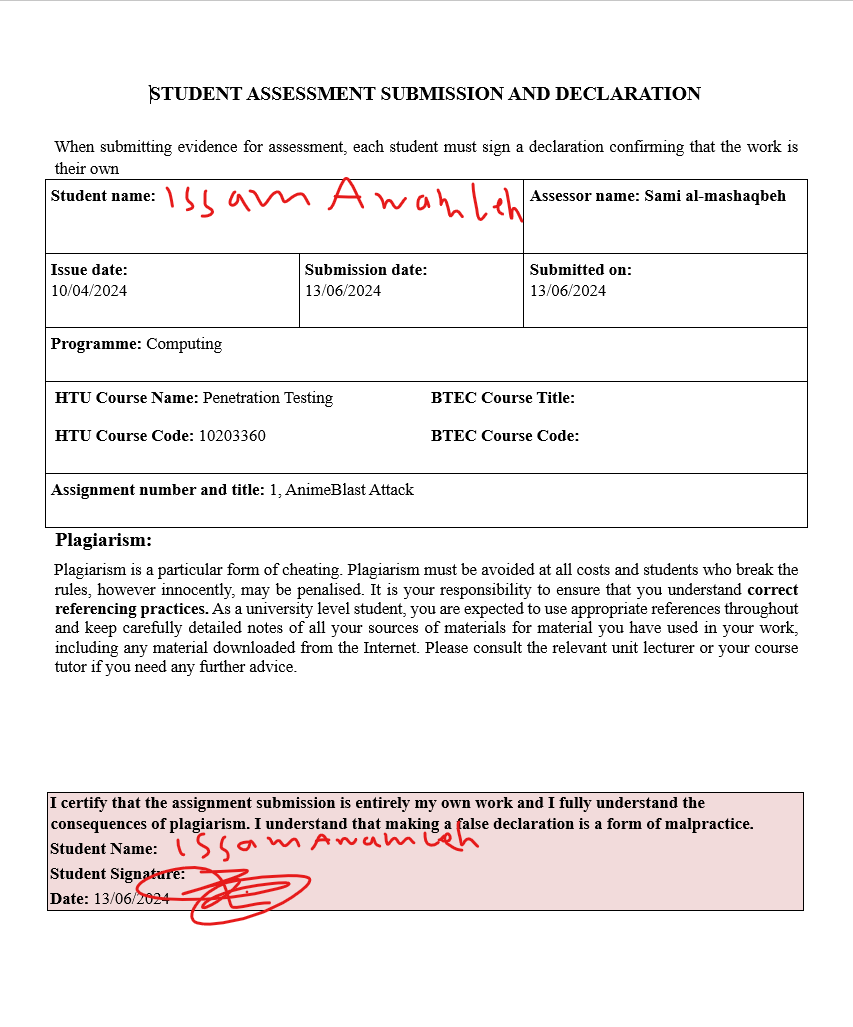 STUDENT ASSESSMENT SUBMISSION AND DECLARATION
When submitting evidence for assessment, each student must sign a declaration confirming that the work is
their own
Student name: Issam Awamleh
Assessor name: Sami al-mashaqbeh
Issue date:
10/04/2024
Submission date:
13/06/2024
Submitted on:
13/06/2024
Programme: Computing
HTU Course Name: Penetration Testing
BTEC Course Title:
HTU Course Code: 10203360
BTEC Course Code:
Assignment number and title: 1, AnimeBlast Attack
Plagiarism:
Plagiarism is a particular form of cheating. Plagiarism must be avoided at all costs and students who break the
rules, however innocently, may be penalised. It is your responsibility to ensure that you understand correct
referencing practices. As a university level student, you are expected to use appropriate references throughout
and keep carefully detailed notes of all your sources of materials for material you have used in your work,
including any material downloaded from the Internet. Please consult the relevant unit lecturer or your course
tutor if you need any further advice.
I certify that the assignment submission is entirely my own work and I fully understand the
consequences of plagiarism. I understand that making a false declaration is a form of malpractice.
Student Name: Issam Awamleh
Student Signature:
Date: 13/06/2024